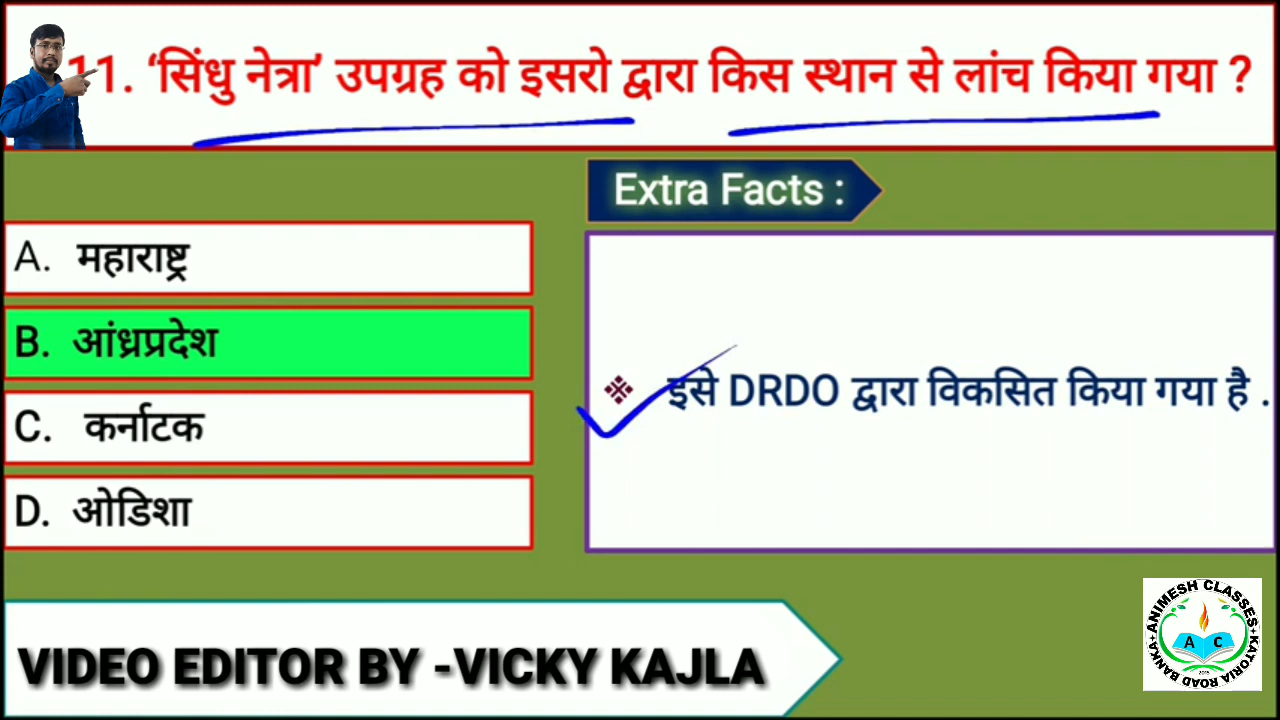 11. ‘सिंधु नेत्रा’ उपग्रह को इसरो द्वारा किस स्थान से लांच किया गया ?
Extra Facts :
A. महाराष्ट्र
B. आंध्रप्रदेश
C. कर्नाटक
D. ओडिशा
❖ इसे DRDO द्वारा विकसित किया गया है .
VIDEO EDITOR BY -VICKY KAJLA
ANIMESH CLASSES
A C
KATORIA ROAD BANKA